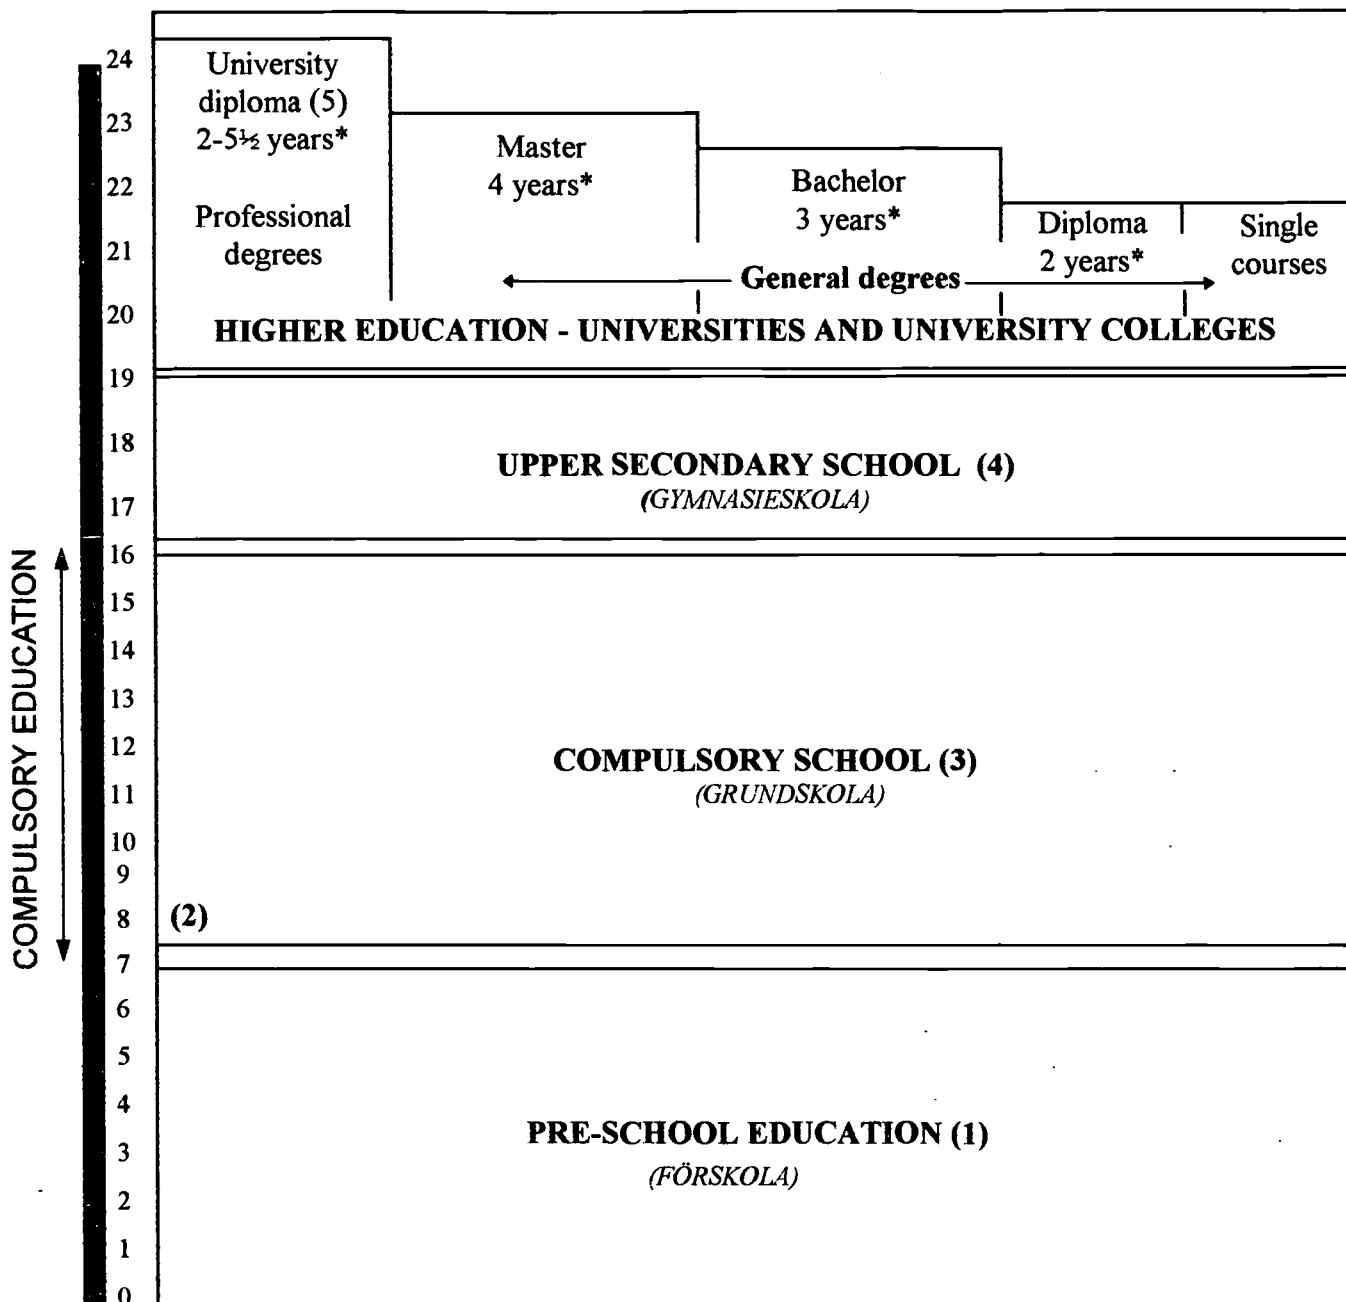 24
University
diploma (5)
2-5½ years*
23
Master
4 years*
22
Bachelor
3 years*
Professional
degrees
21
Diploma
2 years*
Single
courses
General degrees
20
HIGHER EDUCATION - UNIVERSITIES AND UNIVERSITY COLLEGES
19
18
UPPER SECONDARY SCHOOL (4)
(GYMNASIESKOLA)
17
16
COMPULSORY EDUCATION
15
14
13
12
COMPULSORY SCHOOL (3)
(GRUNDSKOLA)
11
10
9
8
(2)
7
6
5
4
PRE-SCHOOL EDUCATION (1)
3
(FÖRSKOLA)
2
1
0